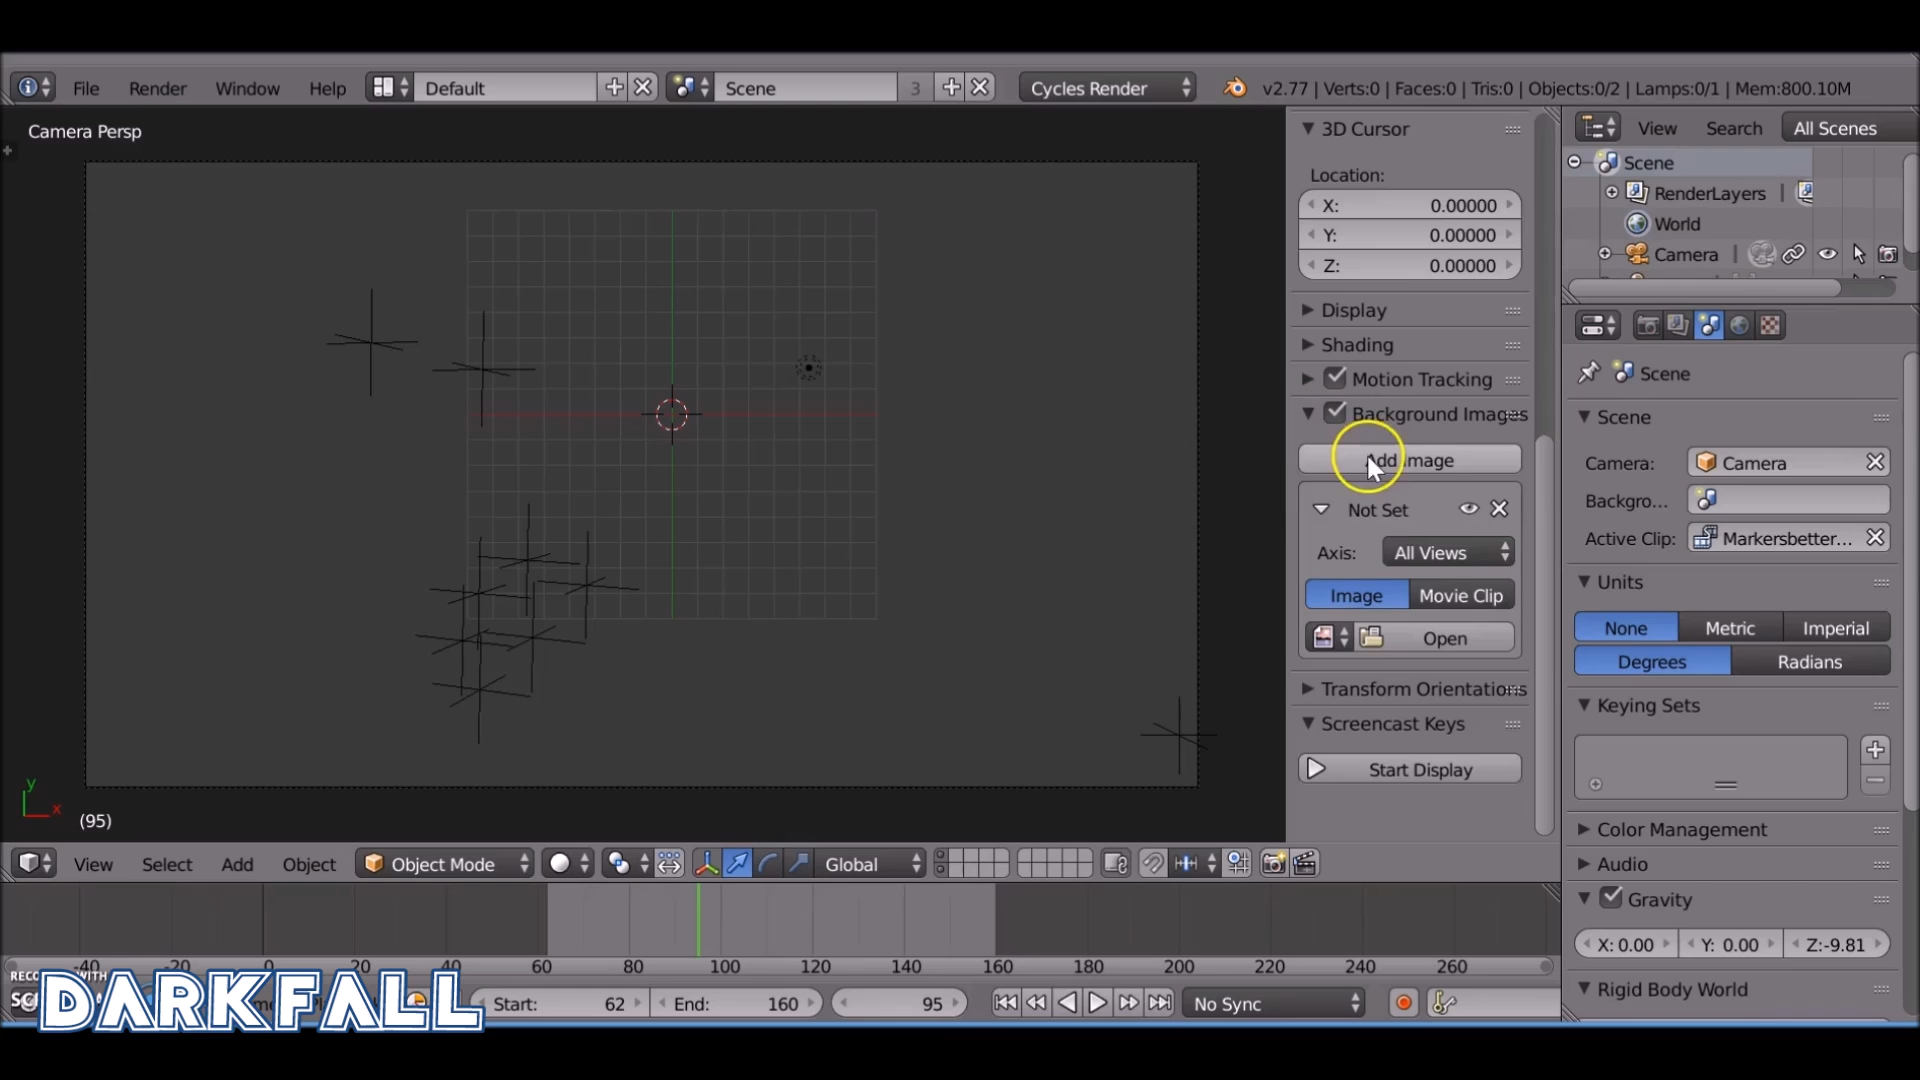 File Render Window Help Default Scene 3 Cycles Render v2.77 | Verts:0 | Faces:0 | Tris:0 | Objects:0/2 | Lamps:0/1 | Mem:800.10M
Camera Persp
3D Cursor
Location:
X: 0.00000
Y: 0.00000
Z: 0.00000
Display
Shading
Motion Tracking
Background Images
Add Image
Not Set
Axis: All Views
Image Movie Clip
Open
Transform Orientations
Screencast Keys
Start Display
View Search All Scenes
Scene
RenderLayers
World
Camera
Scene
Scene
Camera: Camera
Backgro...
Active Clip: Markersbetter...
Units
None Metric Imperial
Degrees Radians
Keying Sets
Color Management
Audio
Gravity
X: 0.00 Y: 0.00 Z:-9.81
Rigid Body World
y
x
(95)
View Select Add Object Object Mode Global
-40 -20 0 20 40 60 80 100 120 140 160 180 200 220 240 260
DARKFALL
Start: 62 End: 160 95 No Sync